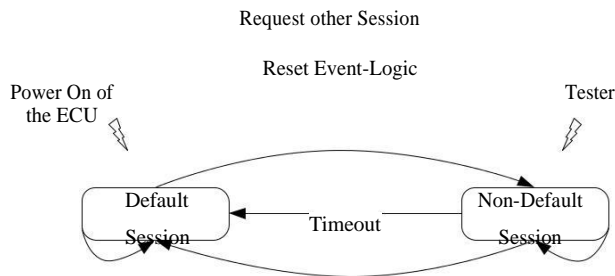 Request other Session
Reset Event-Logic
Power On of
the ECU
Tester
Default
Session
Timeout
Non-Default
Session